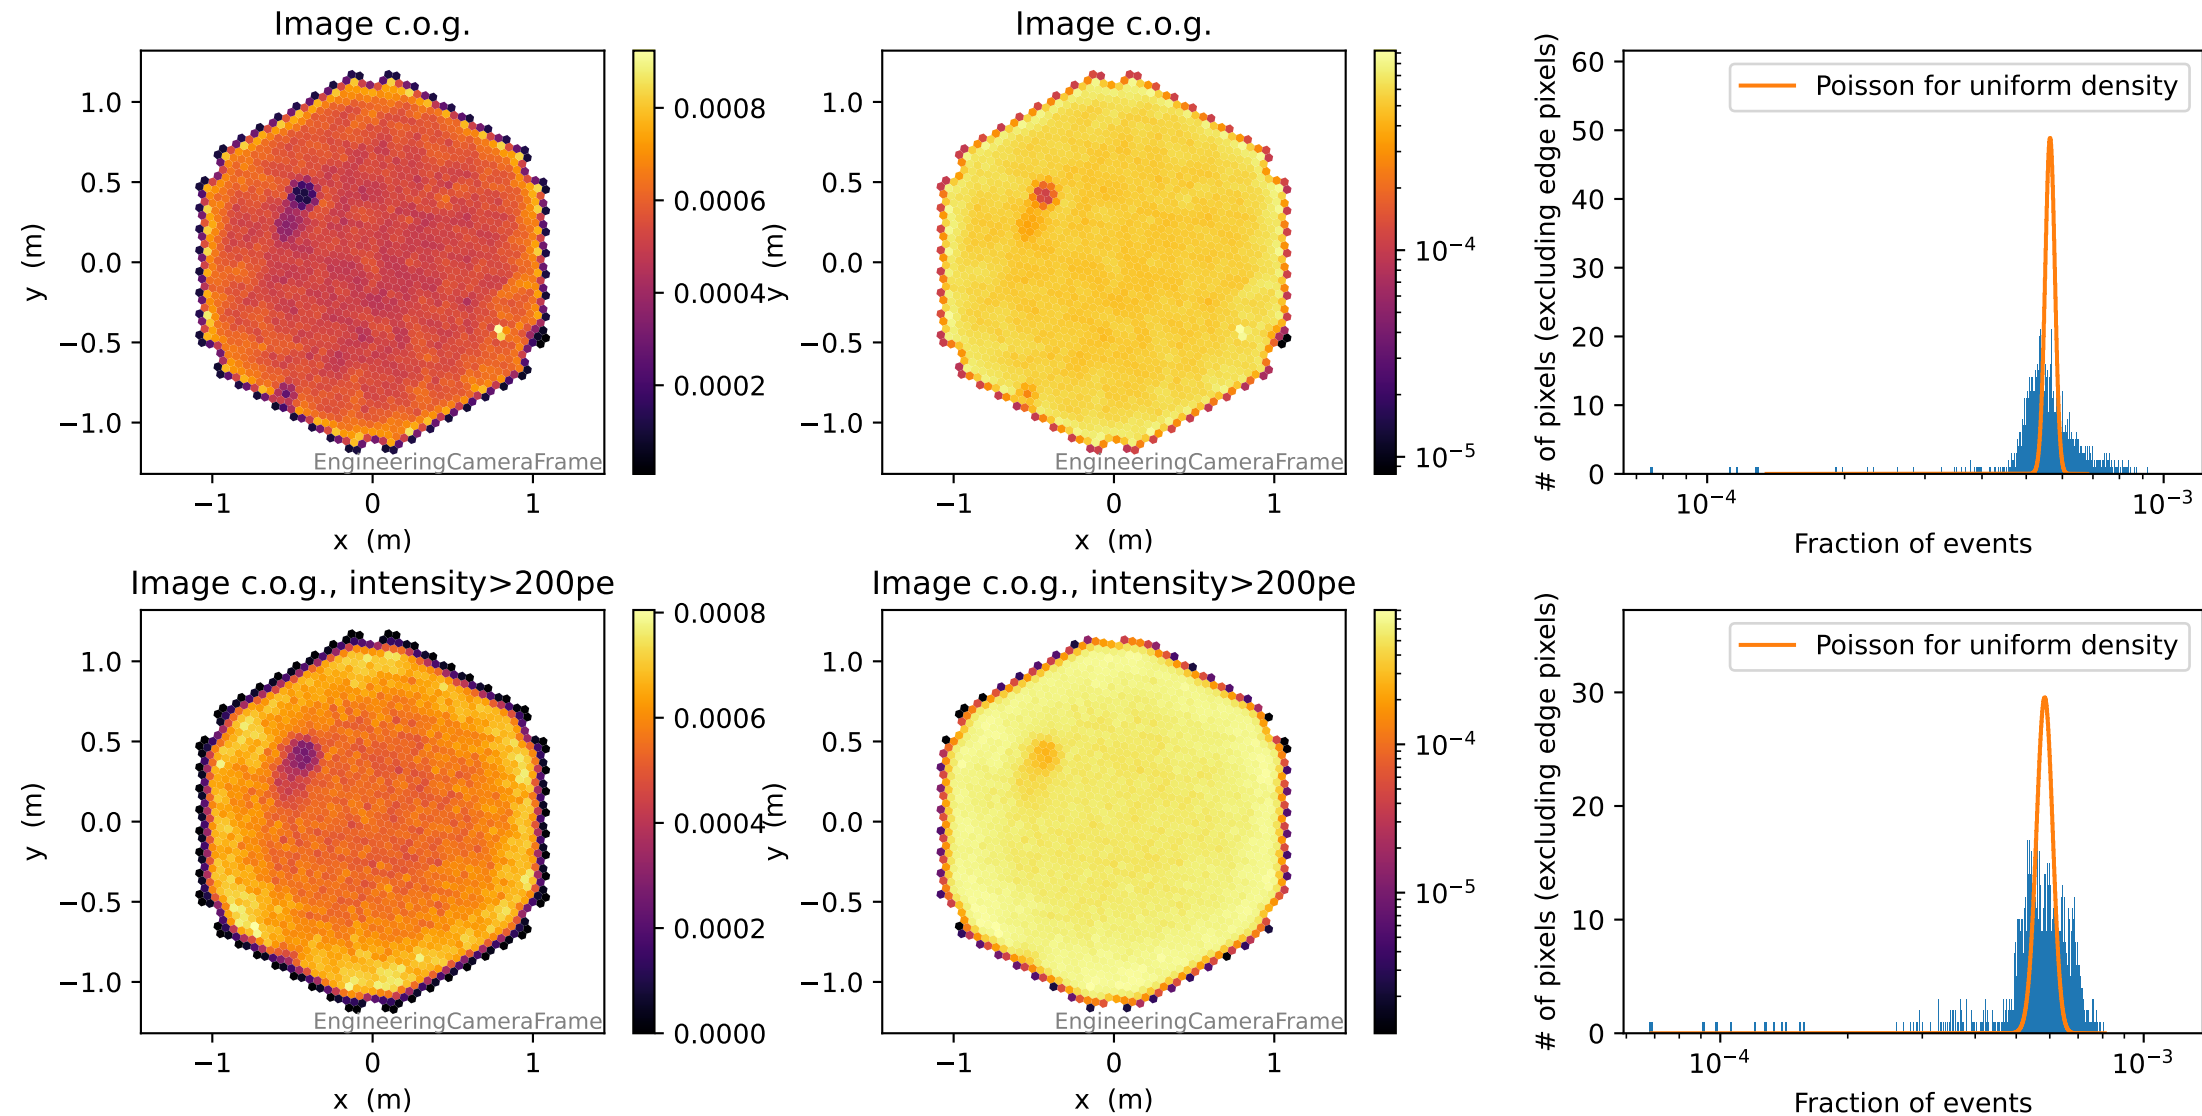 Image c.o.g.
y (m)
1.0
0.5
0.0
−0.5
−1.0
EngineeringCameraFrame
−1 0 1
x (m)
0.0008
0.0006
0.0004
0.0002
Image c.o.g.
y (m)
1.0
0.5
0.0
−0.5
−1.0
EngineeringCameraFrame
−1 0 1
x (m)
10⁻⁴
10⁻⁵
# of pixels (excluding edge pixels)
60
50
40
30
20
10
0
Poisson for uniform density
10⁻⁴ 10⁻³
Fraction of events
Image c.o.g., intensity>200pe
y (m)
1.0
0.5
0.0
−0.5
−1.0
EngineeringCameraFrame
−1 0 1
x (m)
0.0008
0.0006
0.0004
0.0002
0.0000
Image c.o.g., intensity>200pe
y (m)
1.0
0.5
0.0
−0.5
−1.0
EngineeringCameraFrame
−1 0 1
x (m)
10⁻⁴
10⁻⁵
# of pixels (excluding edge pixels)
30
20
10
0
Poisson for uniform density
10⁻⁴ 10⁻³
Fraction of events